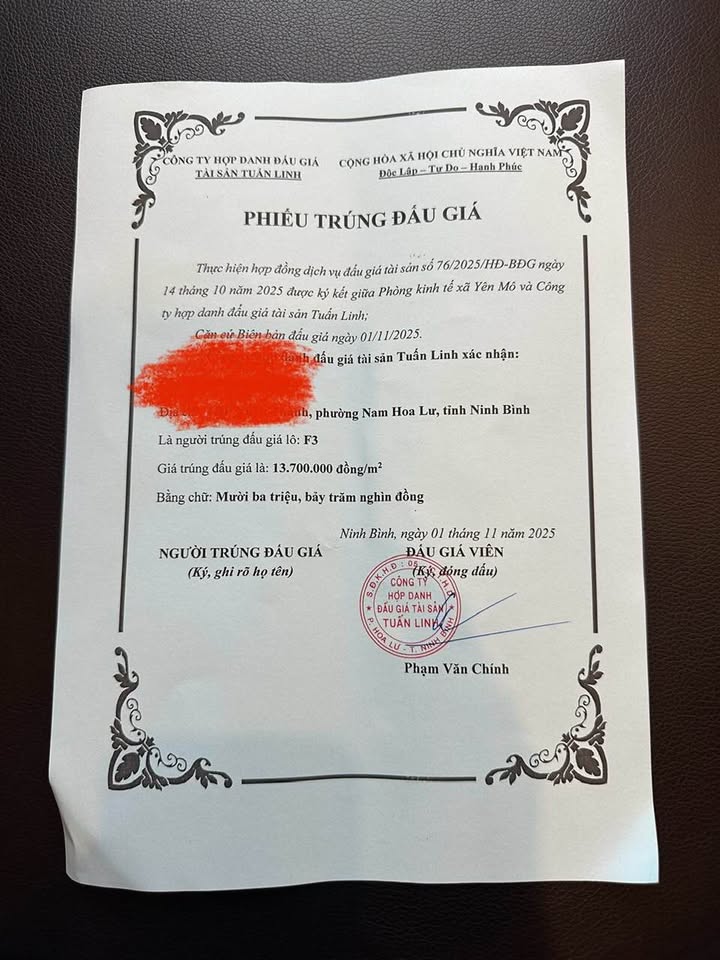 CÔNG TY HỢP DANH ĐẤU GIÁ
TÀI SẢN TUẤN LINH
CỘNG HÒA XÃ HỘI CHỦ NGHĨA VIỆT NAM
Độc Lập – Tự Do – Hạnh Phúc
PHIẾU TRÚNG ĐẤU GIÁ
Thực hiện hợp đồng dịch vụ đấu giá tài sản số 76/2025/HĐ-BĐG ngày
14 tháng 10 năm 2025 được ký kết giữa Phòng kinh tế xã Yên Mô và Công
ty hợp danh đấu giá tài sản Tuấn Linh;
Căn cứ Biên bản đấu giá ngày 01/11/2025.
danh đấu giá tài sản Tuấn Linh xác nhận:
Địa phường Nam Hoa Lư, tỉnh Ninh Bình
Là người trúng đấu giá lô: F3
Giá trúng đấu giá là: 13.700.000 đồng/m²
Bằng chữ: Mười ba triệu, bảy trăm nghìn đồng
Ninh Bình, ngày 01 tháng 11 năm 2025
NGƯỜI TRÚNG ĐẤU GIÁ
(Ký, ghi rõ họ tên)
ĐẤU GIÁ VIÊN
(Ký, đóng dấu)
S.Đ.K.H.Đ : 05
CÔNG TY
HỢP DANH
ĐẤU GIÁ TÀI SẢN
TUẤN LINH
P. HOA LƯ - T. NINH BÌNH
Phạm Văn Chính